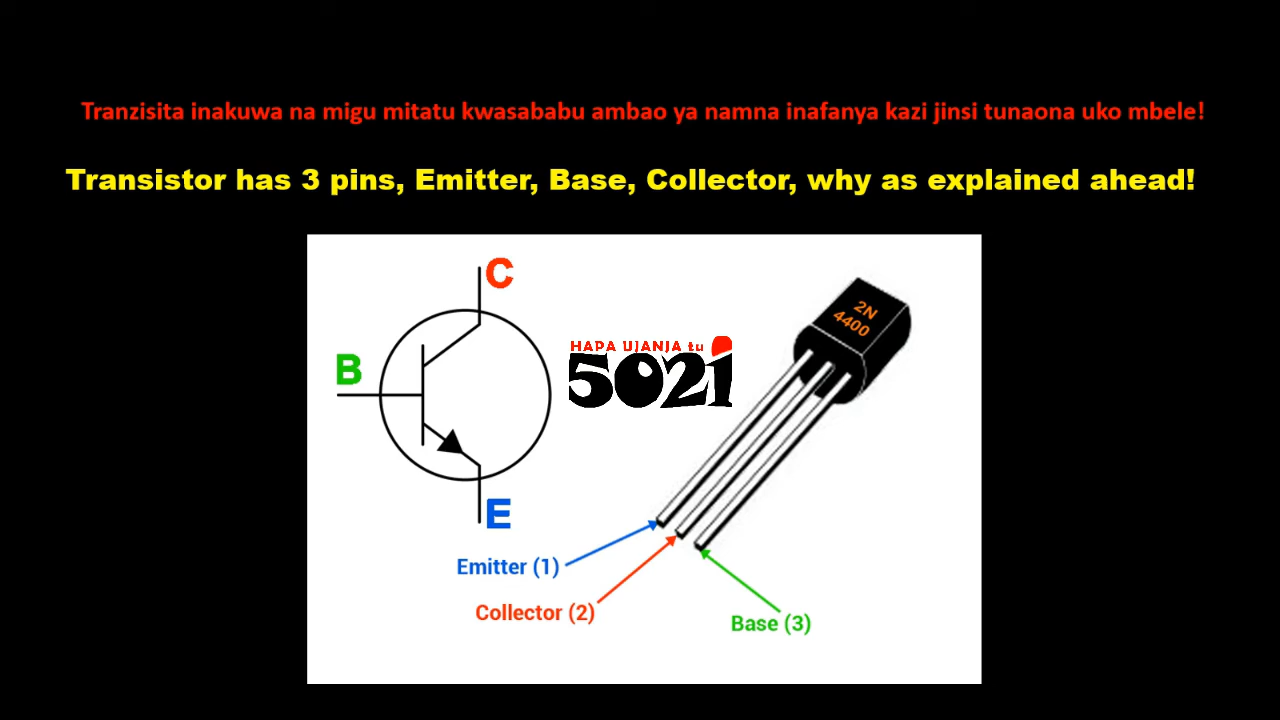 Tranzisita inakuwa na migu mitatu kwasababu ambao ya namna inafanya kazi jinsi tunaona uko mbele!
Transistor has 3 pins, Emitter, Base, Collector, why as explained ahead!
C
B
E
HAPA UJANJA tu
5021
2N
4400
Emitter (1)
Collector (2)
Base (3)